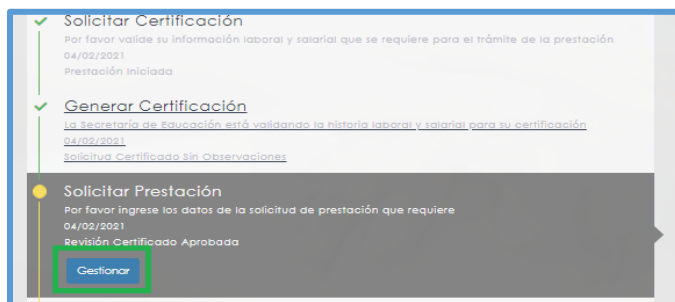 Solicitar Certificación
Por favor valide su información laboral y salarial que se requiere para el trámite de la prestación
04/02/2021
Prestación Iniciada
Generar Certificación
La Secretaría de Educación está validando la historia laboral y salarial para su certificación
04/02/2021
Solicitud Certificado Sin Observaciones
Solicitar Prestación
Por favor ingrese los datos de la solicitud de prestación que requiere
04/02/2021
Revisión Certificado Aprobada
Gestionar